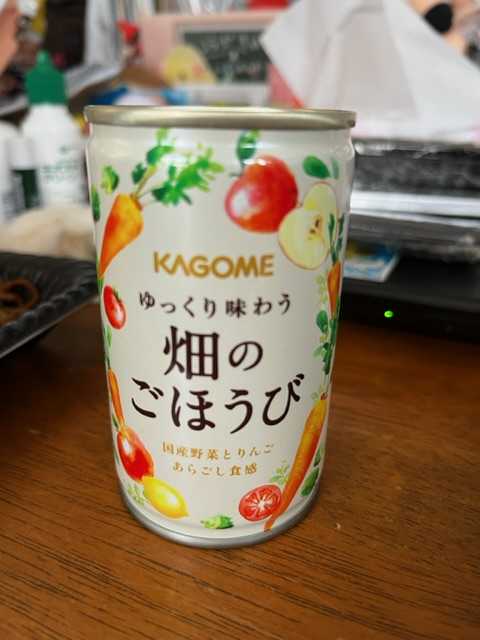 KAGOME
ゆっくり味わう
畑の
ごほうび
国産野菜とりんご
あらごし食感